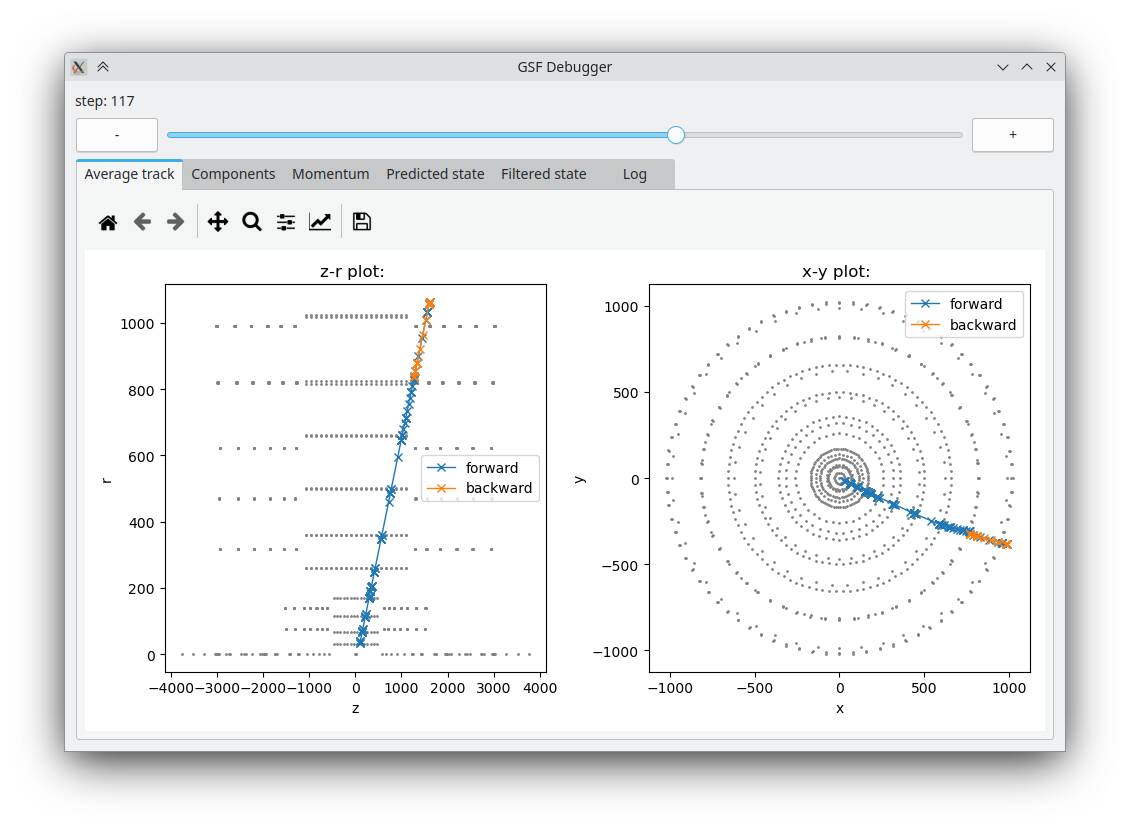 GSF Debugger
step: 117
- +
Average track Components Momentum Predicted state Filtered state Log
z-r plot:
1000
800
600
400
200
0
r
forward
backward
−4000 −3000 −2000 −1000 0 1000 2000 3000 4000
z
x-y plot:
1000
500
0
−500
−1000
y
forward
backward
−1000 −500 0 500 1000
x